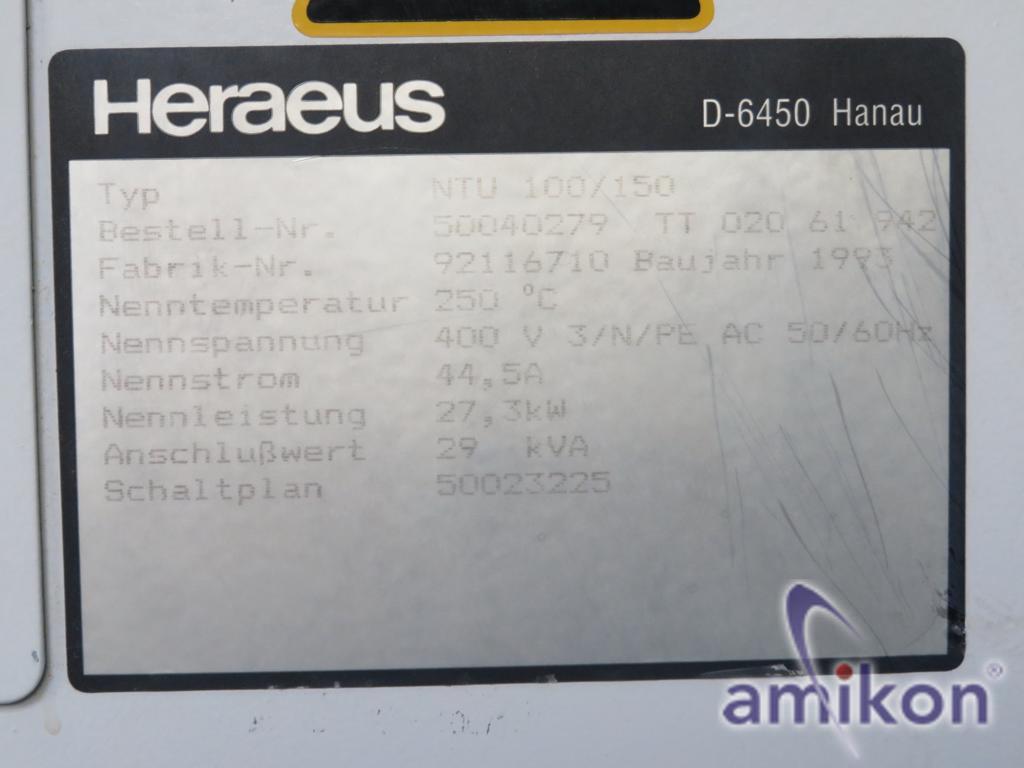 Heraeus
D-6450 Hanau
Typ NTU 100/150
Bestell-Nr. 50040279 TT 020 61 942
Fabrik-Nr. 92116710 Baujahr 1993
Nenntemperatur 250 °C
Nennspannung 400 V 3/N/PE AC 50/60Hz
Nennstrom 44,5A
Nennleistung 27,3kW
Anschlußwert 29 kVA
Schaltplan 50023225
amikon®